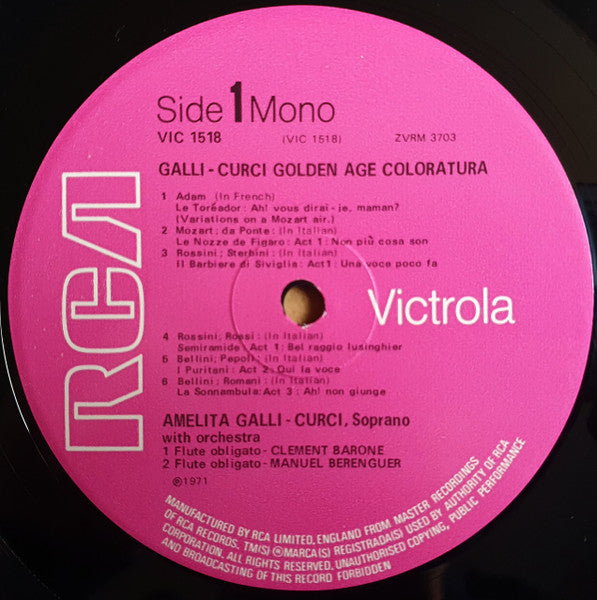 Side 1 Mono
VIC 1518 (VIC 1518) ZVRM 3703
GALLI - CURCI GOLDEN AGE COLORATURA
1 Adam (In French)
Le Toréador: Ah! vous dirai-je, maman?
(Variations on a Mozart air.)
2 Mozart; da Ponte: (In Italian)
Le Nozze de Figaro: Act 1: Non più cosa son
3 Rossini; Sterbini: (In Italian)
Il Barbiere di Siviglia: Act 1: Una voce poco fa
RCA
Victrola
4 Rossini; Rossi: (In Italian)
Semiramide: Act 1: Bel raggio lusinghier
5 Bellini; Pepoli: (In Italian)
I Puritani: Act 2: Qui la voce
6 Bellini; Romani: (In Italian)
La Sonnambula: Act 3: Ah! non giunge
AMELITA GALLI - CURCI, Soprano
with orchestra
1 Flute obligato - CLEMENT BARONE
2 Flute obligato - MANUEL BERENGUER
℗1971
MANUFACTURED BY RCA LIMITED, ENGLAND FROM MASTER RECORDINGS
OF RCA RECORDS, TM(S) ®MARCA(S) REGISTRADA(S) USED BY AUTHORITY OF RCA
CORPORATION. ALL RIGHTS RESERVED. UNAUTHORISED COPYING, PUBLIC PERFORMANCE
AND BROADCASTING OF THIS RECORD FORBIDDEN